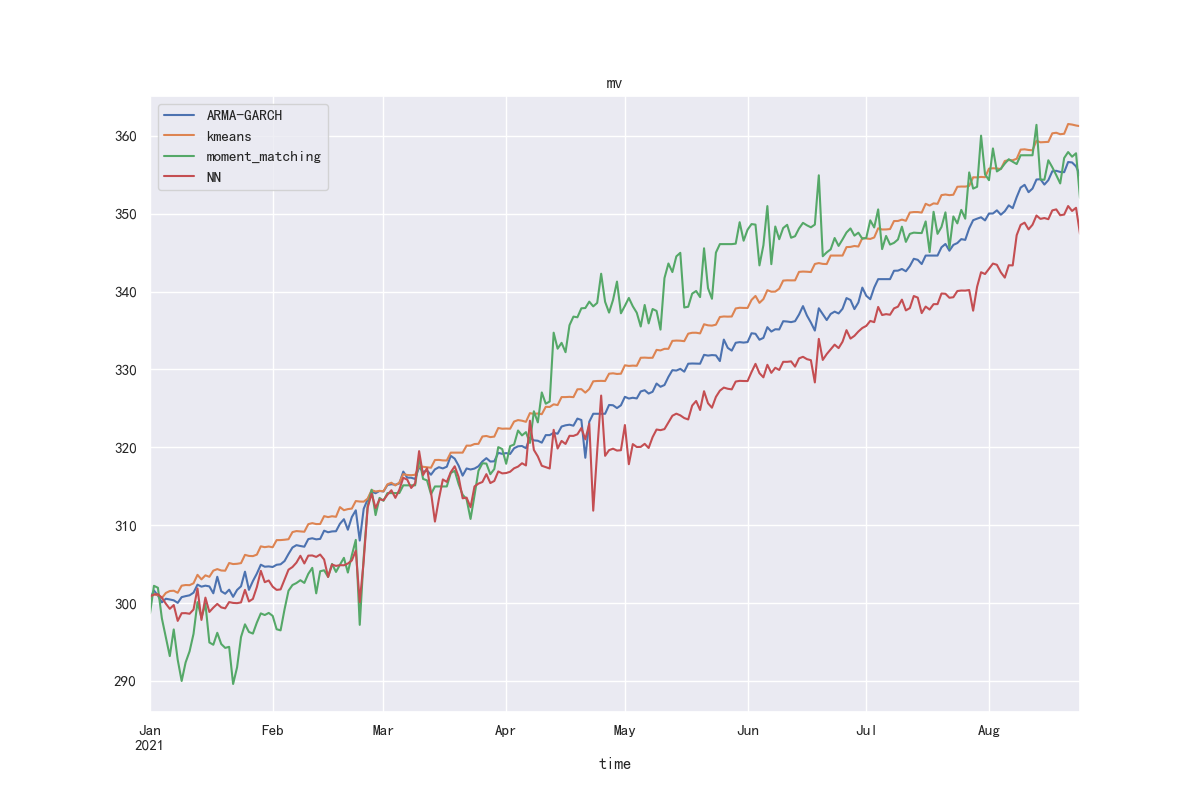 mv
ARMA-GARCH
kmeans
moment_matching
NN
360
350
340
330
320
310
300
290
Jan Feb Mar Apr May Jun Jul Aug
2021
time